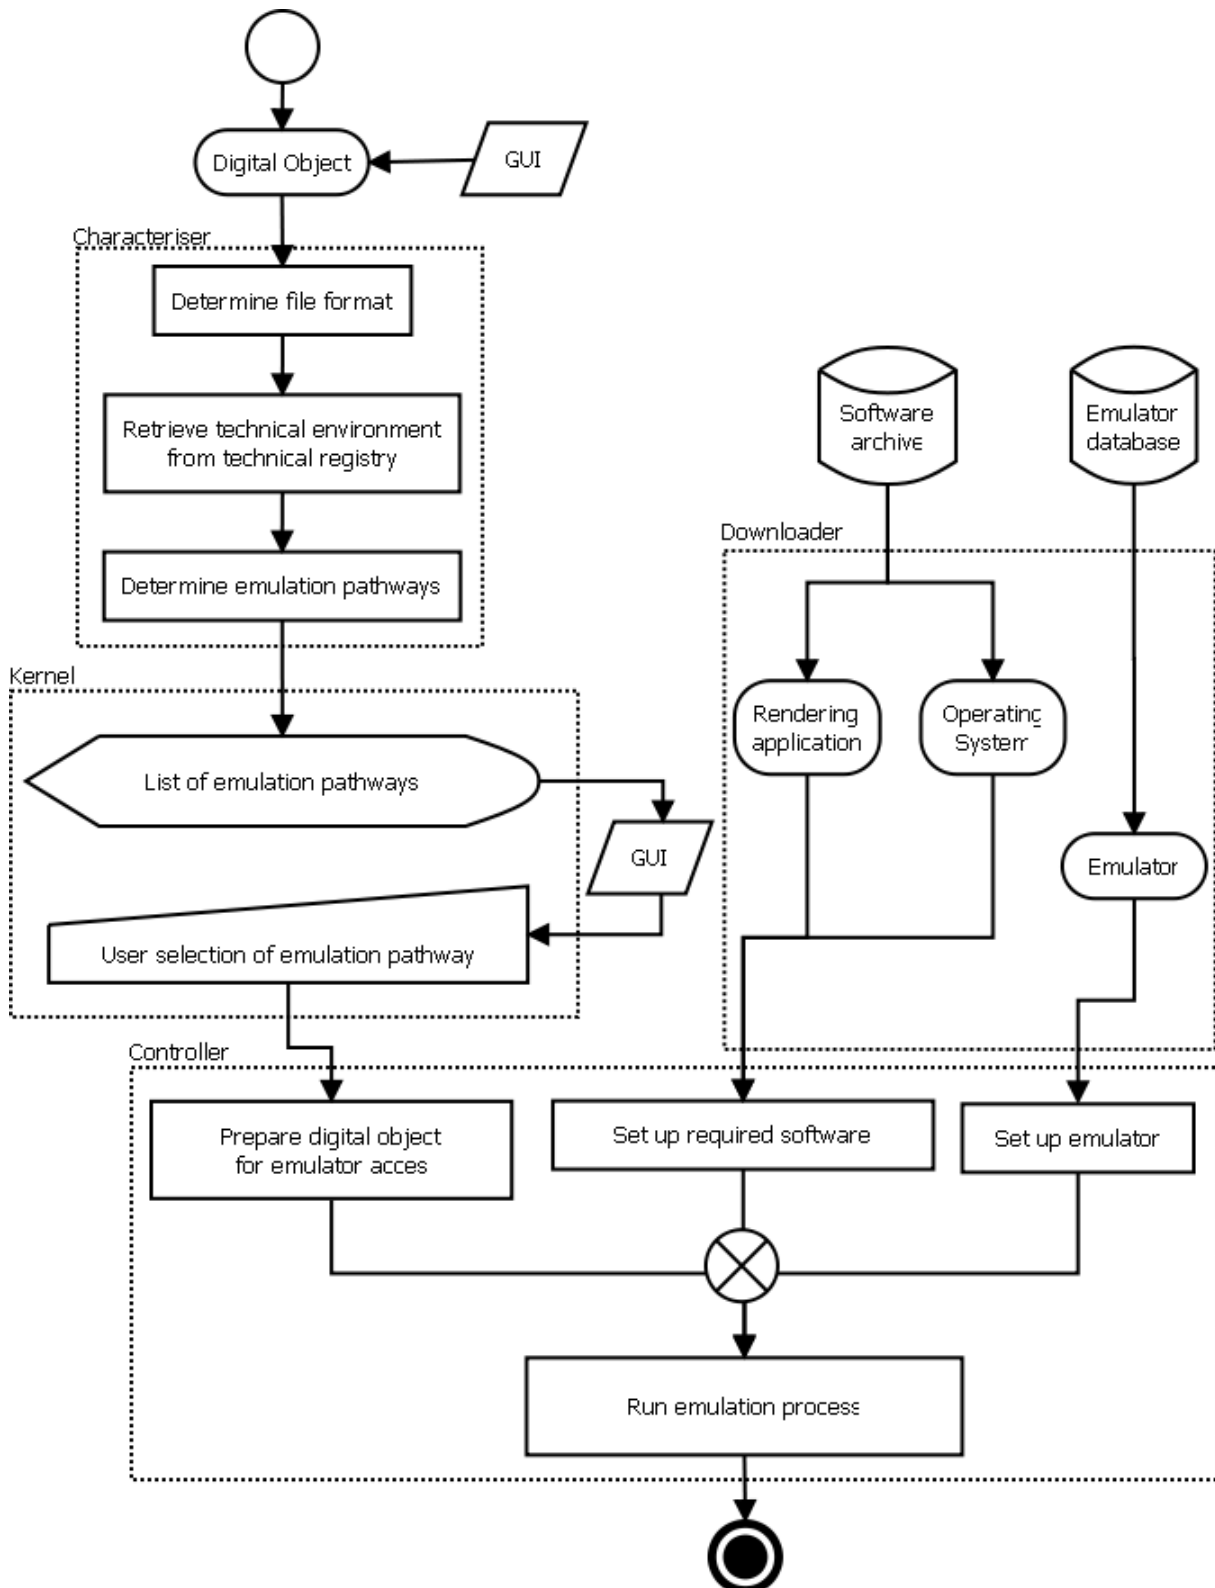 Digital Object
GUI
Characteriser
Determine file format
Retrieve technical environment
from technical registry
Determine emulation pathways
Software
archive
Emulator
database
Downloader
Kernel
List of emulation pathways
Rendering
application
Operating
System
GUI
Emulator
User selection of emulation pathway
Controller
Prepare digital object
for emulator acces
Set up required software
Set up emulator
Run emulation process